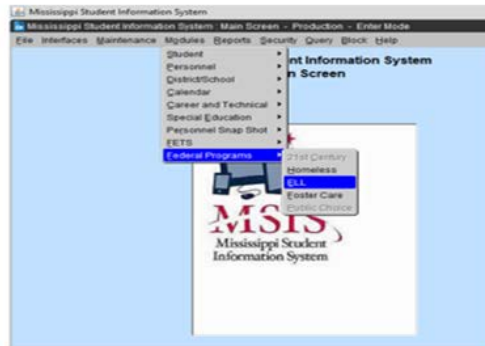 Mississippi Student Information System
Mississippi Student Information System : Main Screen - Production - Enter Mode
File Interfaces Maintenance Modules Reports Security Query Block Help
nt Information System
n Screen
Student
Personnel
District/School
Calendar
Career and Technical
Special Education
Personnel Snap Shot
FETS
Federal Programs
21st Century
Homeless
ELL
Foster Care
Public Choice
MSIS
Mississippi Student
Information System